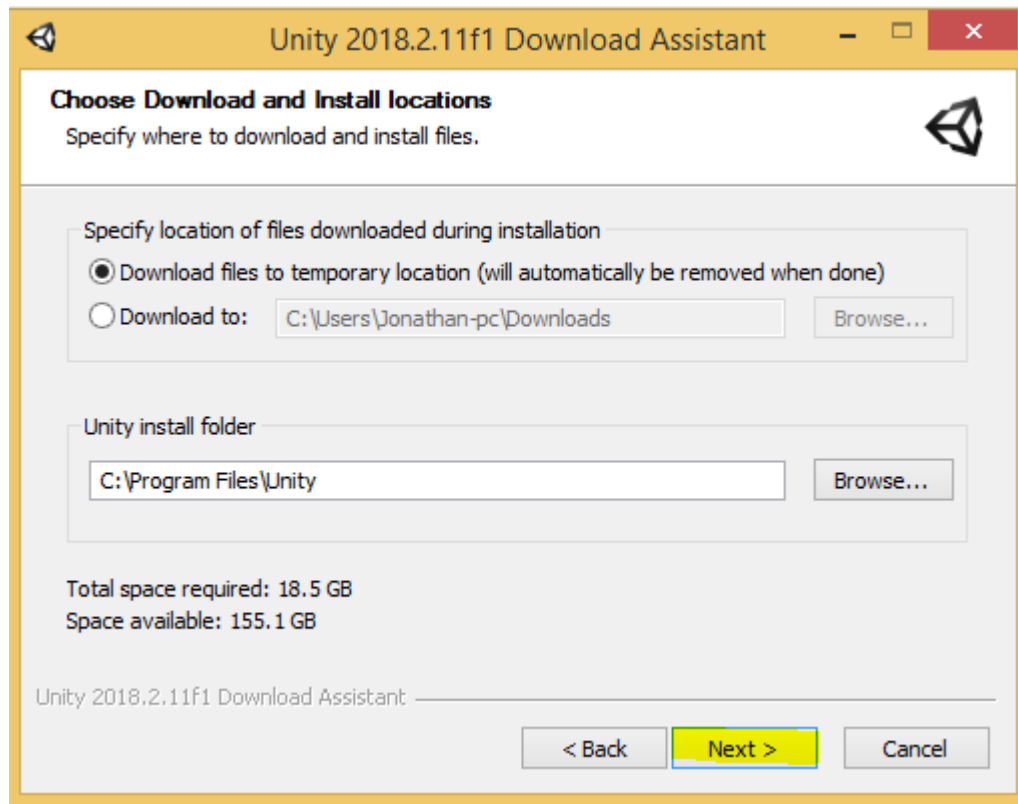 Unity 2018.2.11f1 Download Assistant
Choose Download and Install locations
Specify where to download and install files.
Specify location of files downloaded during installation
Download files to temporary location (will automatically be removed when done)
Download to: C:\Users\Jonathan-pc\Downloads Browse...
Unity install folder
C:\Program Files\Unity Browse...
Total space required: 18.5 GB
Space available: 155.1 GB
Unity 2018.2.11f1 Download Assistant
< Back Next > Cancel